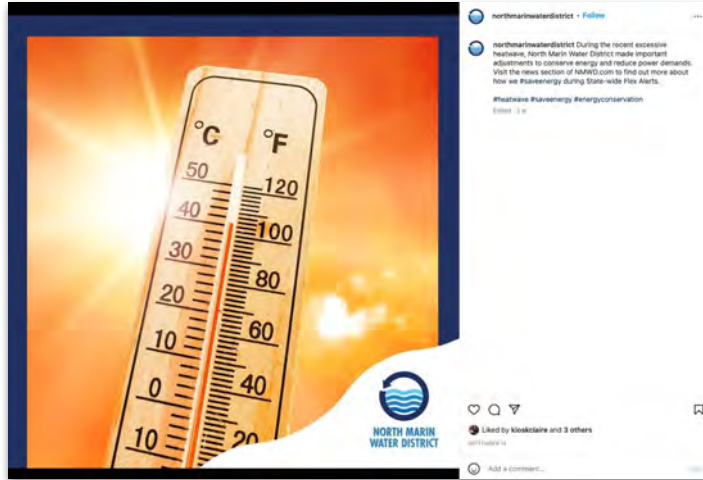 northmarinwaterdistrict • Follow
northmarinwaterdistrict During the recent excessive
heatwave, North Marin Water District made important
adjustments to conserve energy and reduce power demands.
Visit the news section of NMWD.com to find out more about
how we #saveenergy during State-wide Flex Alerts.
#heatwave #saveenergy #energyconservation
°C °F
50 120
40 100
30 80
20 60
10 40
0 20
10
NORTH MARIN
WATER DISTRICT
Liked by kioskclaire and 3 others
Add a comment...